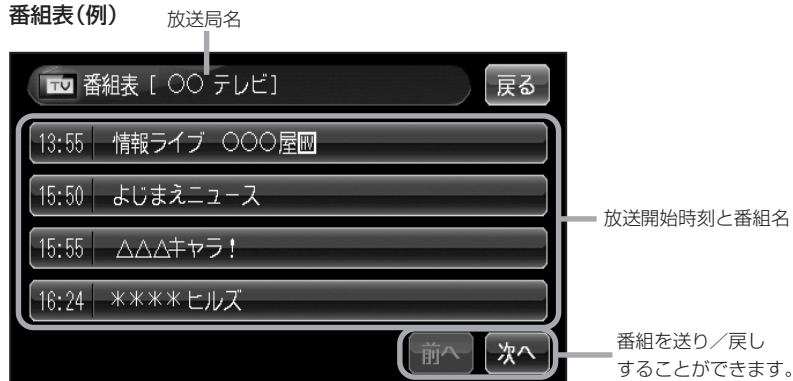 番組表(例)
放送局名
TV 番組表 [ ○○ テレビ]
戻る
13:55 情報ライブ ○○○屋HV
15:50 よじまえニュース
15:55 △△△キャラ!
16:24 ****ヒルズ
放送開始時刻と番組名
前へ 次へ
番組を送り/戻し
することができます。